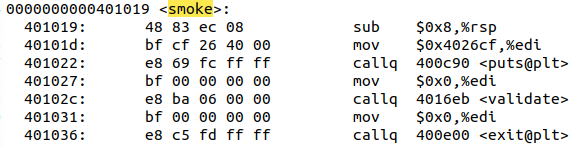 0000000000401019 <smoke>:
401019: 48 83 ec 08 sub $0x8,%rsp
40101d: bf cf 26 40 00 mov $0x4026cf,%edi
401022: e8 69 fc ff ff callq 400c90 <puts@plt>
401027: bf 00 00 00 00 mov $0x0,%edi
40102c: e8 ba 06 00 00 callq 4016eb <validate>
401031: bf 00 00 00 00 mov $0x0,%edi
401036: e8 c5 fd ff ff callq 400e00 <exit@plt>